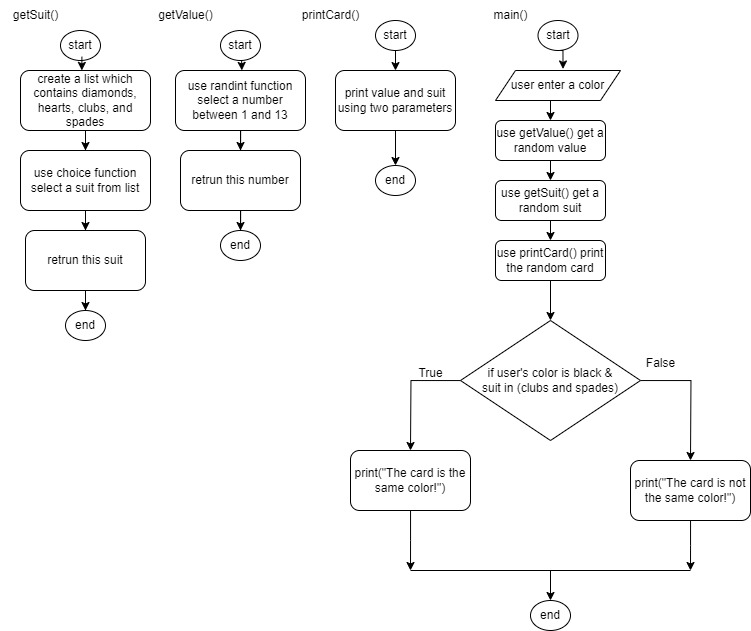 getSuit()
start
create a list which
contains diamonds,
hearts, clubs, and
spades
use choice function
select a suit from list
retrun this suit
end
getValue()
start
use randint function
select a number
between 1 and 13
retrun this number
end
printCard()
start
print value and suit
using two parameters
end
main()
start
user enter a color
use getValue() get a
random value
use getSuit() get a
random suit
use printCard() print
the random card
if user's color is black &
suit in (clubs and spades)
True
False
print("The card is the
same color!")
print("The card is not
the same color!")
end